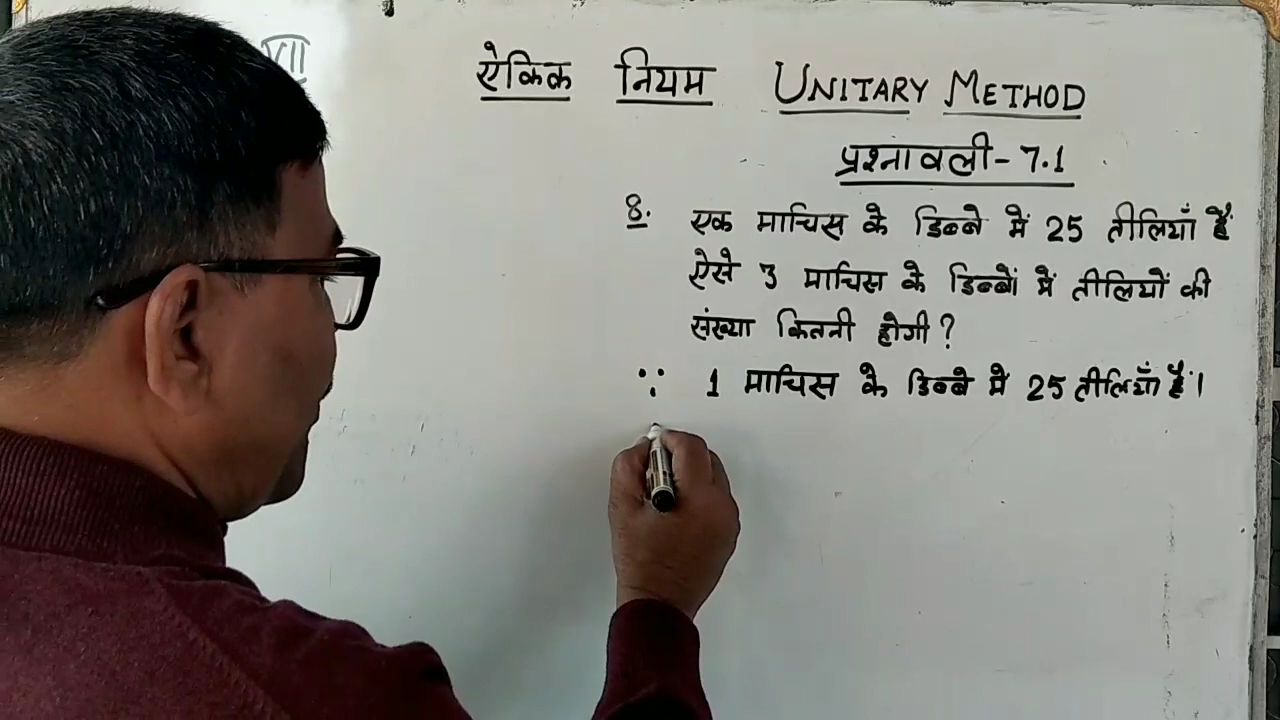 VII
ऐकिक नियम UNITARY METHOD
प्रश्नावली-7.1
8. एक माचिस के डिब्बे में 25 तीलियाँ हैं
ऐसे 3 माचिस के डिब्बों में तीलियों की
संख्या कितनी होगी?
∵ 1 माचिस के डिब्बे में 25 तीलियाँ हैं।